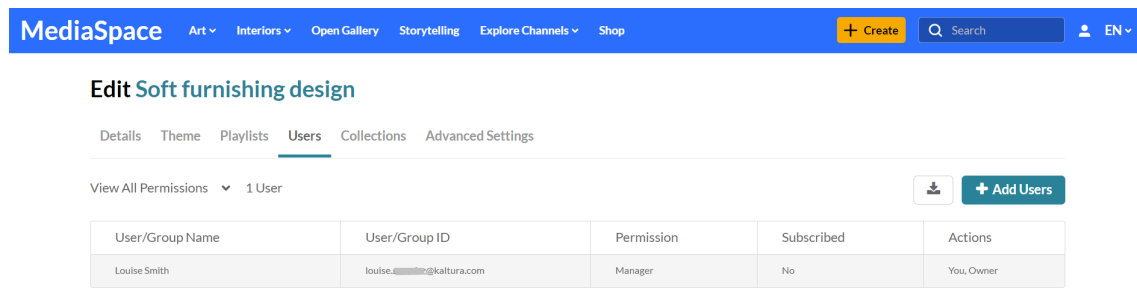 MediaSpace Art Interiors Open Gallery Storytelling Explore Channels Shop + Create Search EN
Edit Soft furnishing design
Details Theme Playlists Users Collections Advanced Settings
View All Permissions 1 User + Add Users
User/Group Name User/Group ID Permission Subscribed Actions
Louise Smith louise. @kaltura.com Manager No You, Owner